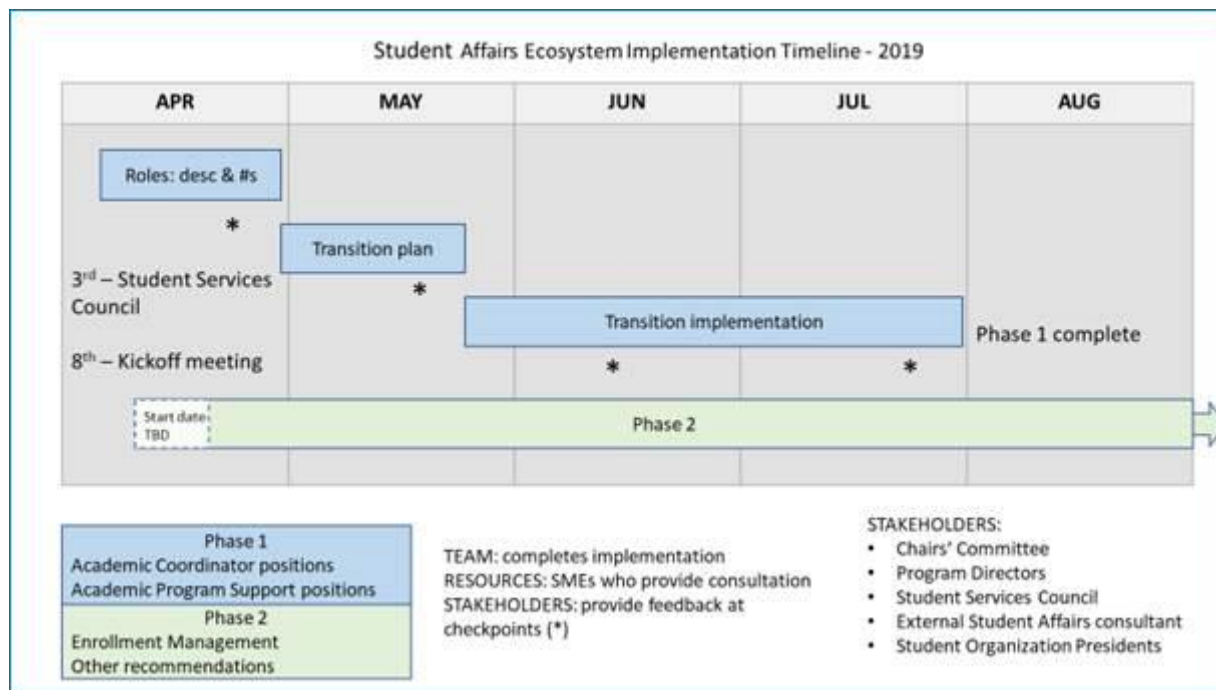 Student Affairs Ecosystem Implementation Timeline - 2019
APR MAY JUN JUL AUG
Roles: desc & #s
*
Transition plan
3rd – Student Services
Council
*
Transition implementation
Phase 1 complete
8th – Kickoff meeting
* *
Start date
TBD
Phase 2
Phase 1
Academic Coordinator positions
Academic Program Support positions
Phase 2
Enrollment Management
Other recommendations
TEAM: completes implementation
RESOURCES: SMEs who provide consultation
STAKEHOLDERS: provide feedback at
checkpoints (*)
STAKEHOLDERS:
• Chairs' Committee
• Program Directors
• Student Services Council
• External Student Affairs consultant
• Student Organization Presidents